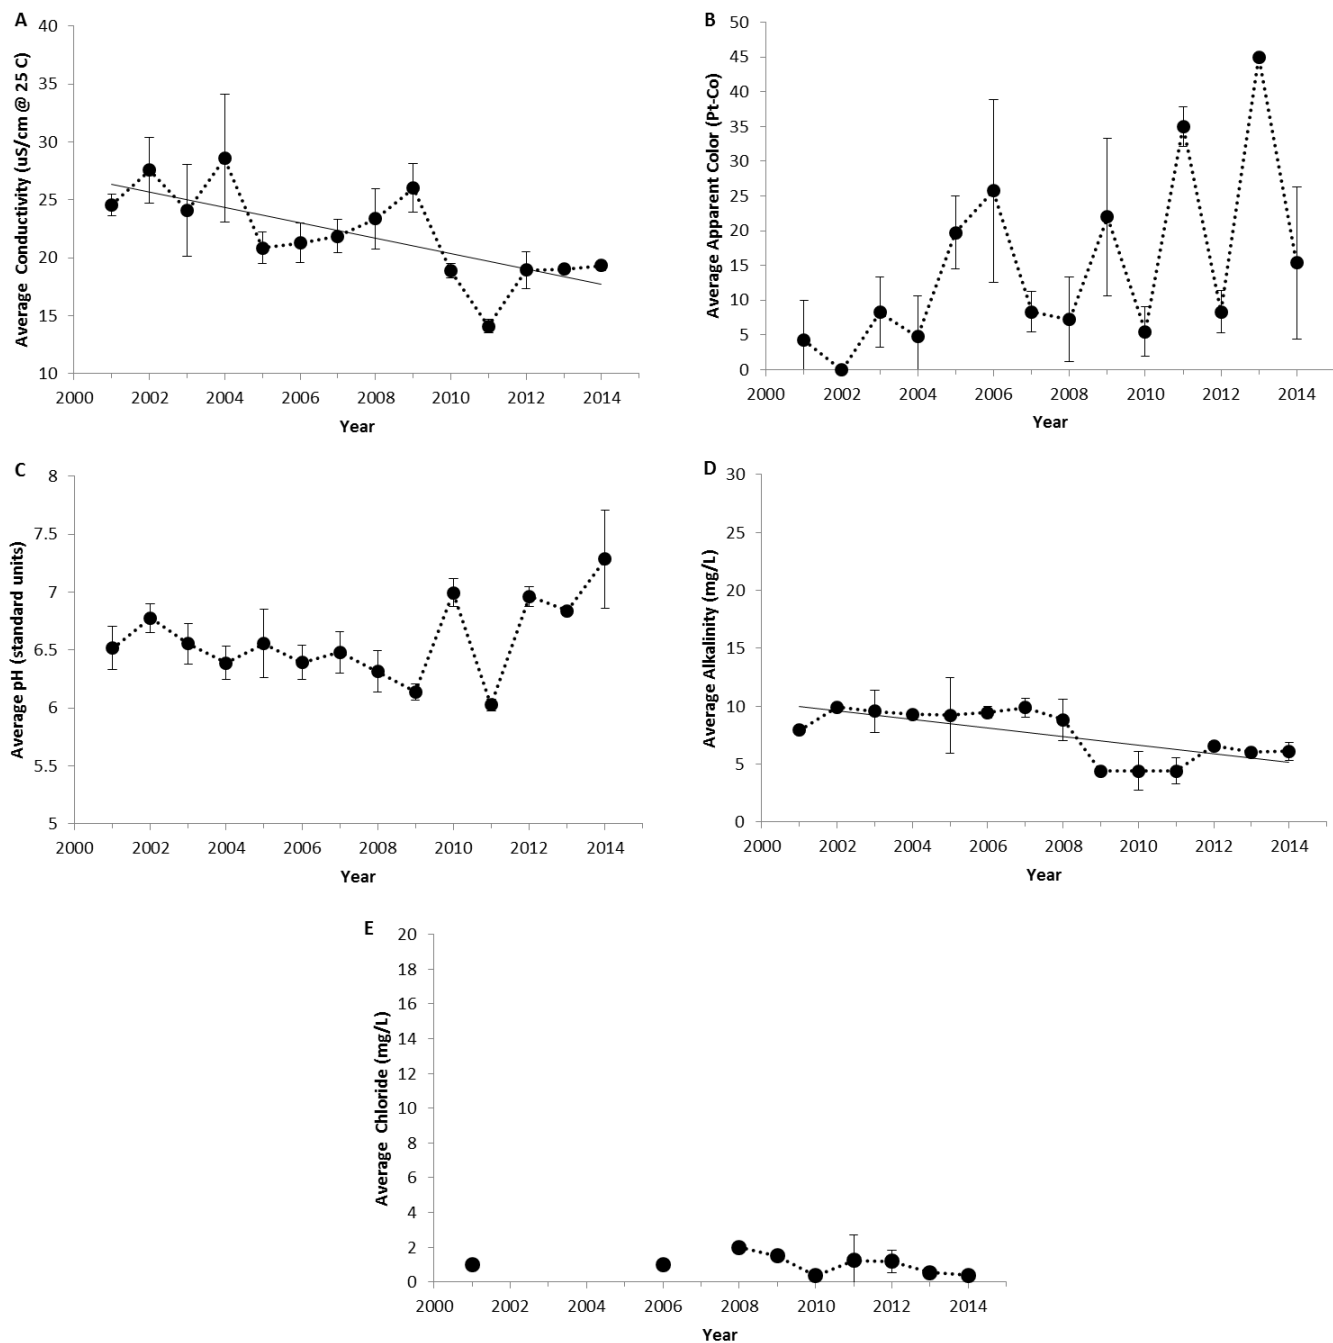 A
40
35
30
25
20
15
10
2000 2002 2004 2006 2008 2010 2012 2014
Year
Average Conductivity (uS/cm @ 25 C)
B
50
45
40
35
30
25
20
15
10
5
0
2000 2002 2004 2006 2008 2010 2012 2014
Year
Average Apparent Color (Pt-Co)
C
8
7.5
7
6.5
6
5.5
5
2000 2002 2004 2006 2008 2010 2012 2014
Year
Average pH (standard units)
D
30
25
20
15
10
5
0
2000 2002 2004 2006 2008 2010 2012 2014
Year
Average Alkalinity (mg/L)
E
20
18
16
14
12
10
8
6
4
2
0
2000 2002 2004 2006 2008 2010 2012 2014
Year
Average Chloride (mg/L)